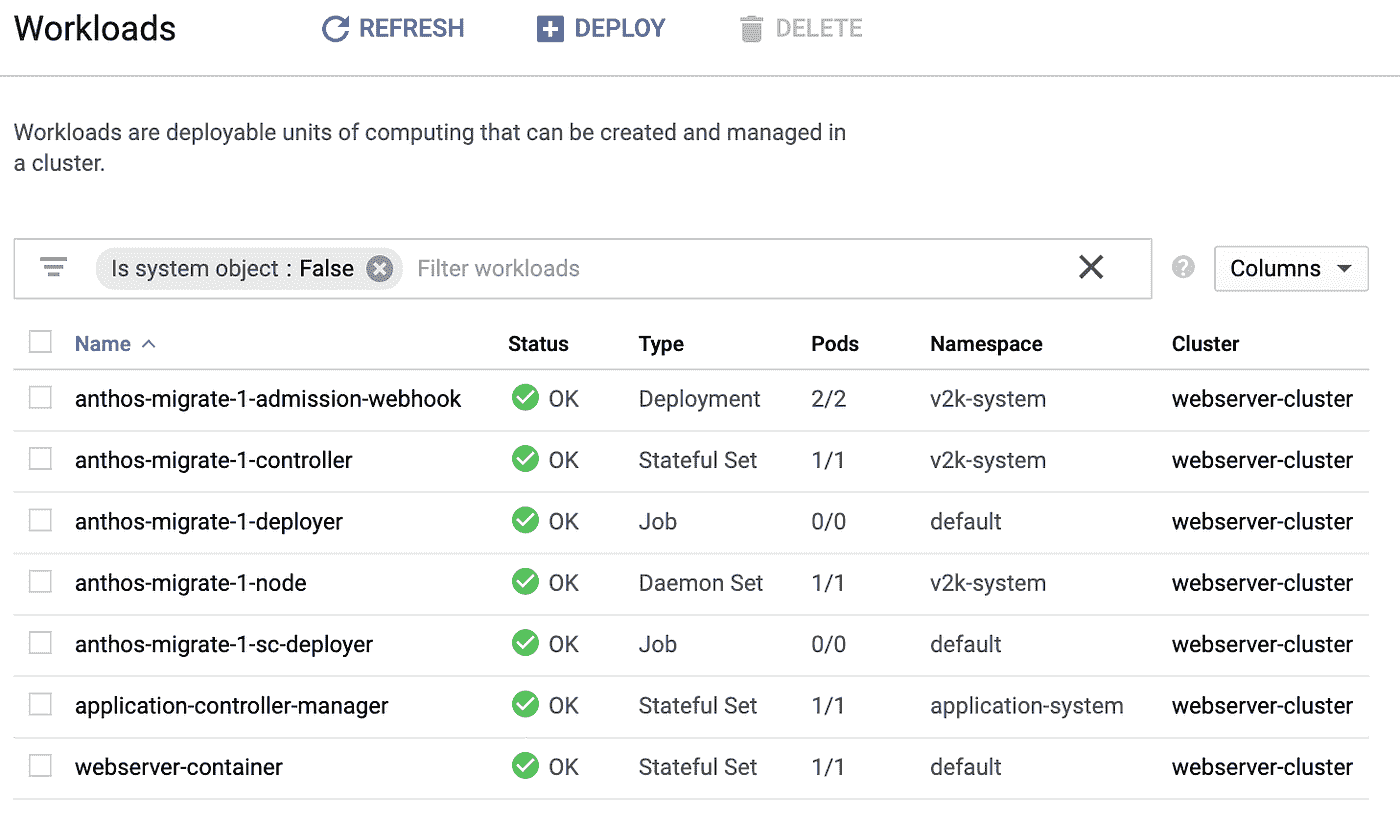 Workloads REFRESH DEPLOY DELETE
Workloads are deployable units of computing that can be created and managed in
a cluster.
Is system object : False Filter workloads Columns
Name Status Type Pods Namespace Cluster
anthos-migrate-1-admission-webhook OK Deployment 2/2 v2k-system webserver-cluster
anthos-migrate-1-controller OK Stateful Set 1/1 v2k-system webserver-cluster
anthos-migrate-1-deployer OK Job 0/0 default webserver-cluster
anthos-migrate-1-node OK Daemon Set 1/1 v2k-system webserver-cluster
anthos-migrate-1-sc-deployer OK Job 0/0 default webserver-cluster
application-controller-manager OK Stateful Set 1/1 application-system webserver-cluster
webserver-container OK Stateful Set 1/1 default webserver-cluster